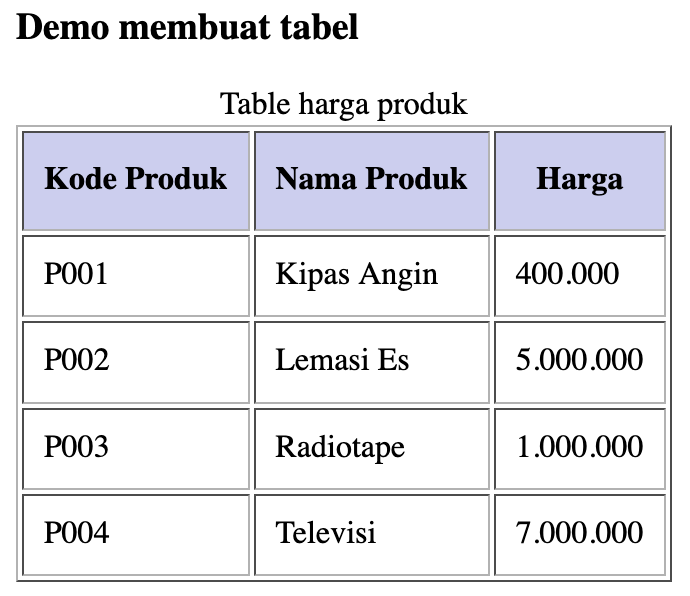 Demo membuat tabel
Table harga produk
Kode Produk Nama Produk Harga
P001 Kipas Angin 400.000
P002 Lemasi Es 5.000.000
P003 Radiotape 1.000.000
P004 Televisi 7.000.000